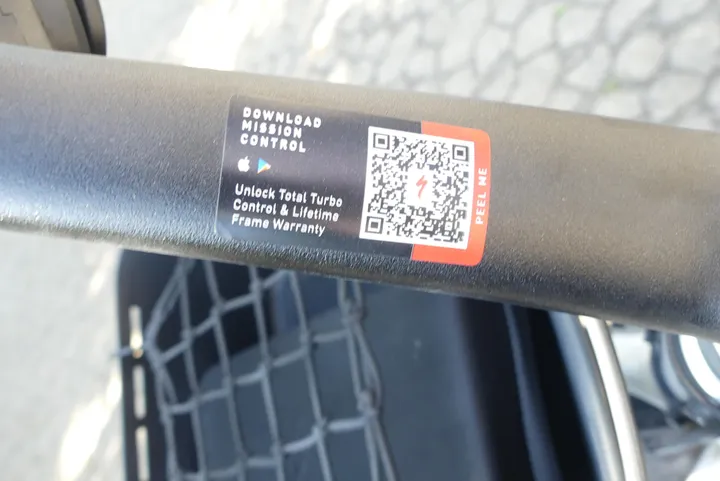 DOWNLOAD
MISSION
CONTROL
Unlock Total Turbo
Control & Lifetime
Frame Warranty
PEEL ME